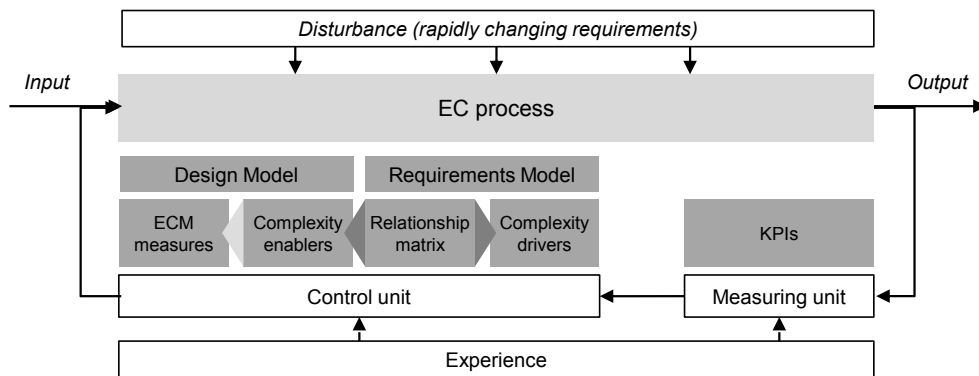 Disturbance (rapidly changing requirements)
Input
Output
EC process
Design Model
Requirements Model
ECM
measures
Complexity
enablers
Relationship
matrix
Complexity
drivers
KPIs
Control unit
Measuring unit
Experience